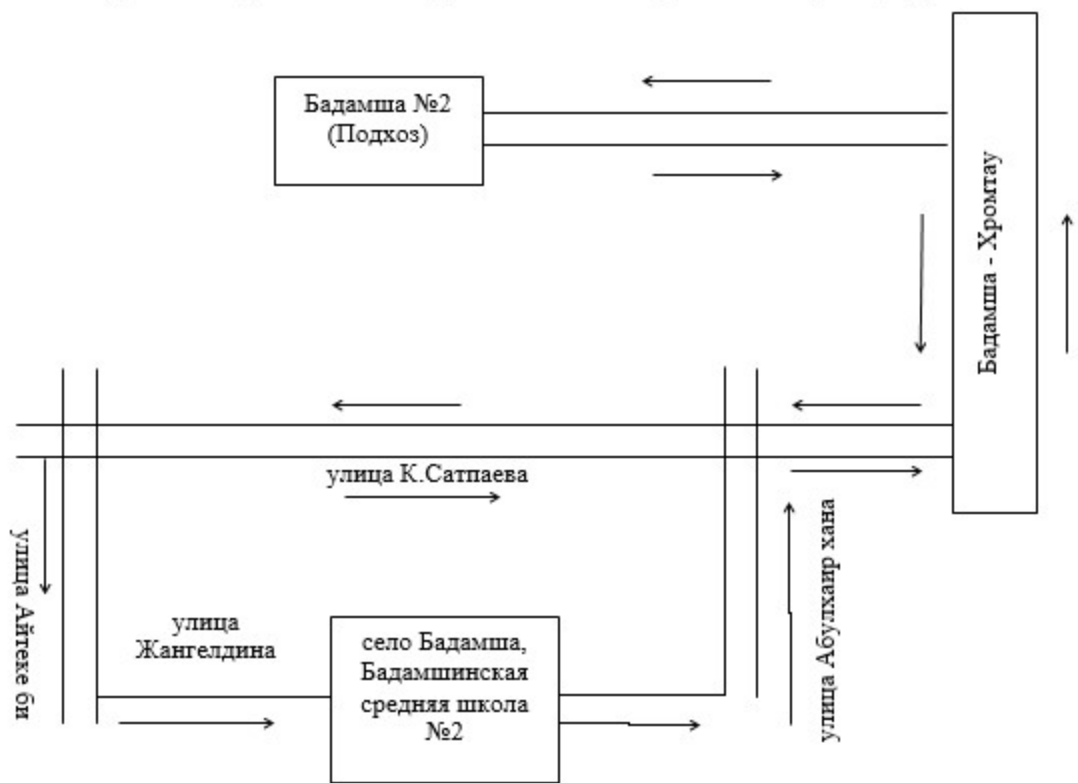 Бадамша №2
(Подхоз)
Бадамша - Хромтау
улица К.Сатпаева
улица Айтеке би
улица
Жангелдина
село Бадамша,
Бадамшинская
средняя школа
№2
улица Абулхаир хана